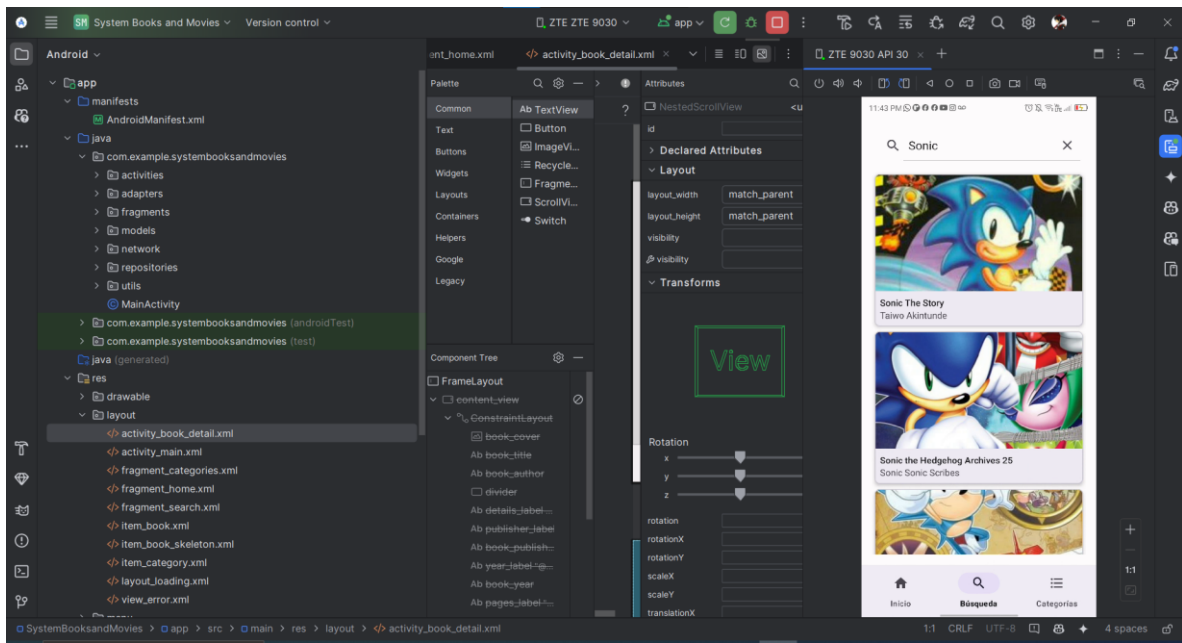 SM System Books and Movies Version control ZTE ZTE 9030 app
Android
app
manifests
AndroidManifest.xml
java
com.example.systembooksandmovies
activities
adapters
fragments
models
network
repositories
utils
MainActivity
com.example.systembooksandmovies (androidTest)
com.example.systembooksandmovies (test)
java (generated)
res
drawable
layout
activity_book_detail.xml
activity_main.xml
fragment_categories.xml
fragment_home.xml
fragment_search.xml
item_book.xml
item_book_skeleton.xml
item_category.xml
layout_loading.xml
view_error.xml
ent_home.xml activity_book_detail.xml
Palette
Common
Text
Buttons
Widgets
Layouts
Containers
Helpers
Google
Legacy
Ab TextView
Button
ImageVi...
Recycle...
Fragme...
ScrollVi...
Switch
Component Tree
FrameLayout
content_view
ConstraintLayout
book_cover
Ab book_title
Ab book_author
divider
Ab details_label...
Ab publisher_label
Ab book_publish...
Ab year_label "@...
Ab book_year
Ab pages_label "...
?
Attributes
NestedScrollView <u
id
Declared Attributes
Layout
layout_width match_parent
layout_height match_parent
visibility
visibility
Transforms
View
Rotation
x
y
z
rotation
rotationX
rotationY
scaleX
scaleY
translationX
ZTE 9030 API 30
11:43 PM
Sonic
Sonic The Story
Taiwo Akintunde
Sonic the Hedgehog Archives 25
Sonic Sonic Scribes
Inicio Búsqueda Categorías
1:1
SystemBooksandMovies > app > src > main > res > layout > activity_book_detail.xml
1:1 CRLF UTF-8 4 spaces